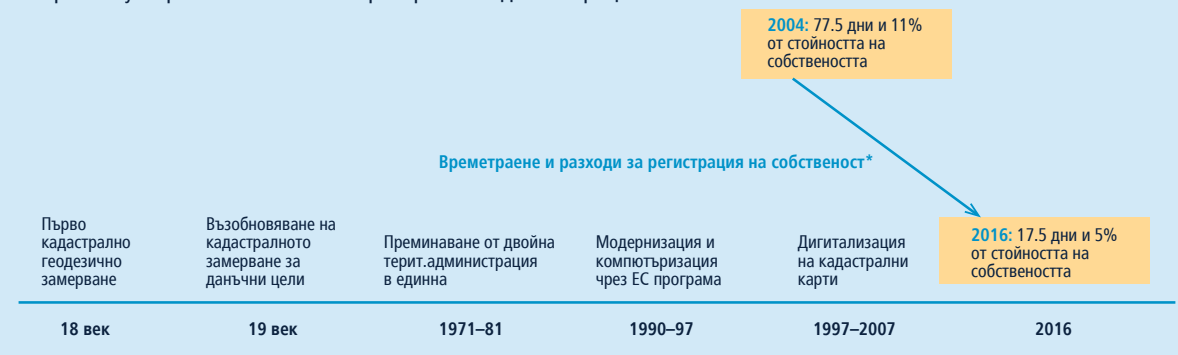 2004: 77.5 дни и 11%
от стойността на
собствеността
Времетраене и разходи за регистрация на собственост*
Първо
кадастрално
геодезично
замерване
Възобновяване на
кадастралното
замерване за
данъчни цели
Преминаване от двойна
терит.администрация
в единна
Модернизация и
компютъризация
чрез ЕС програма
Дигитализация
на кадастрални
карти
2016: 17.5 дни и 5%
от стойността на
собствеността
18 век
19 век
1971–81
1990–97
1997–2007
2016